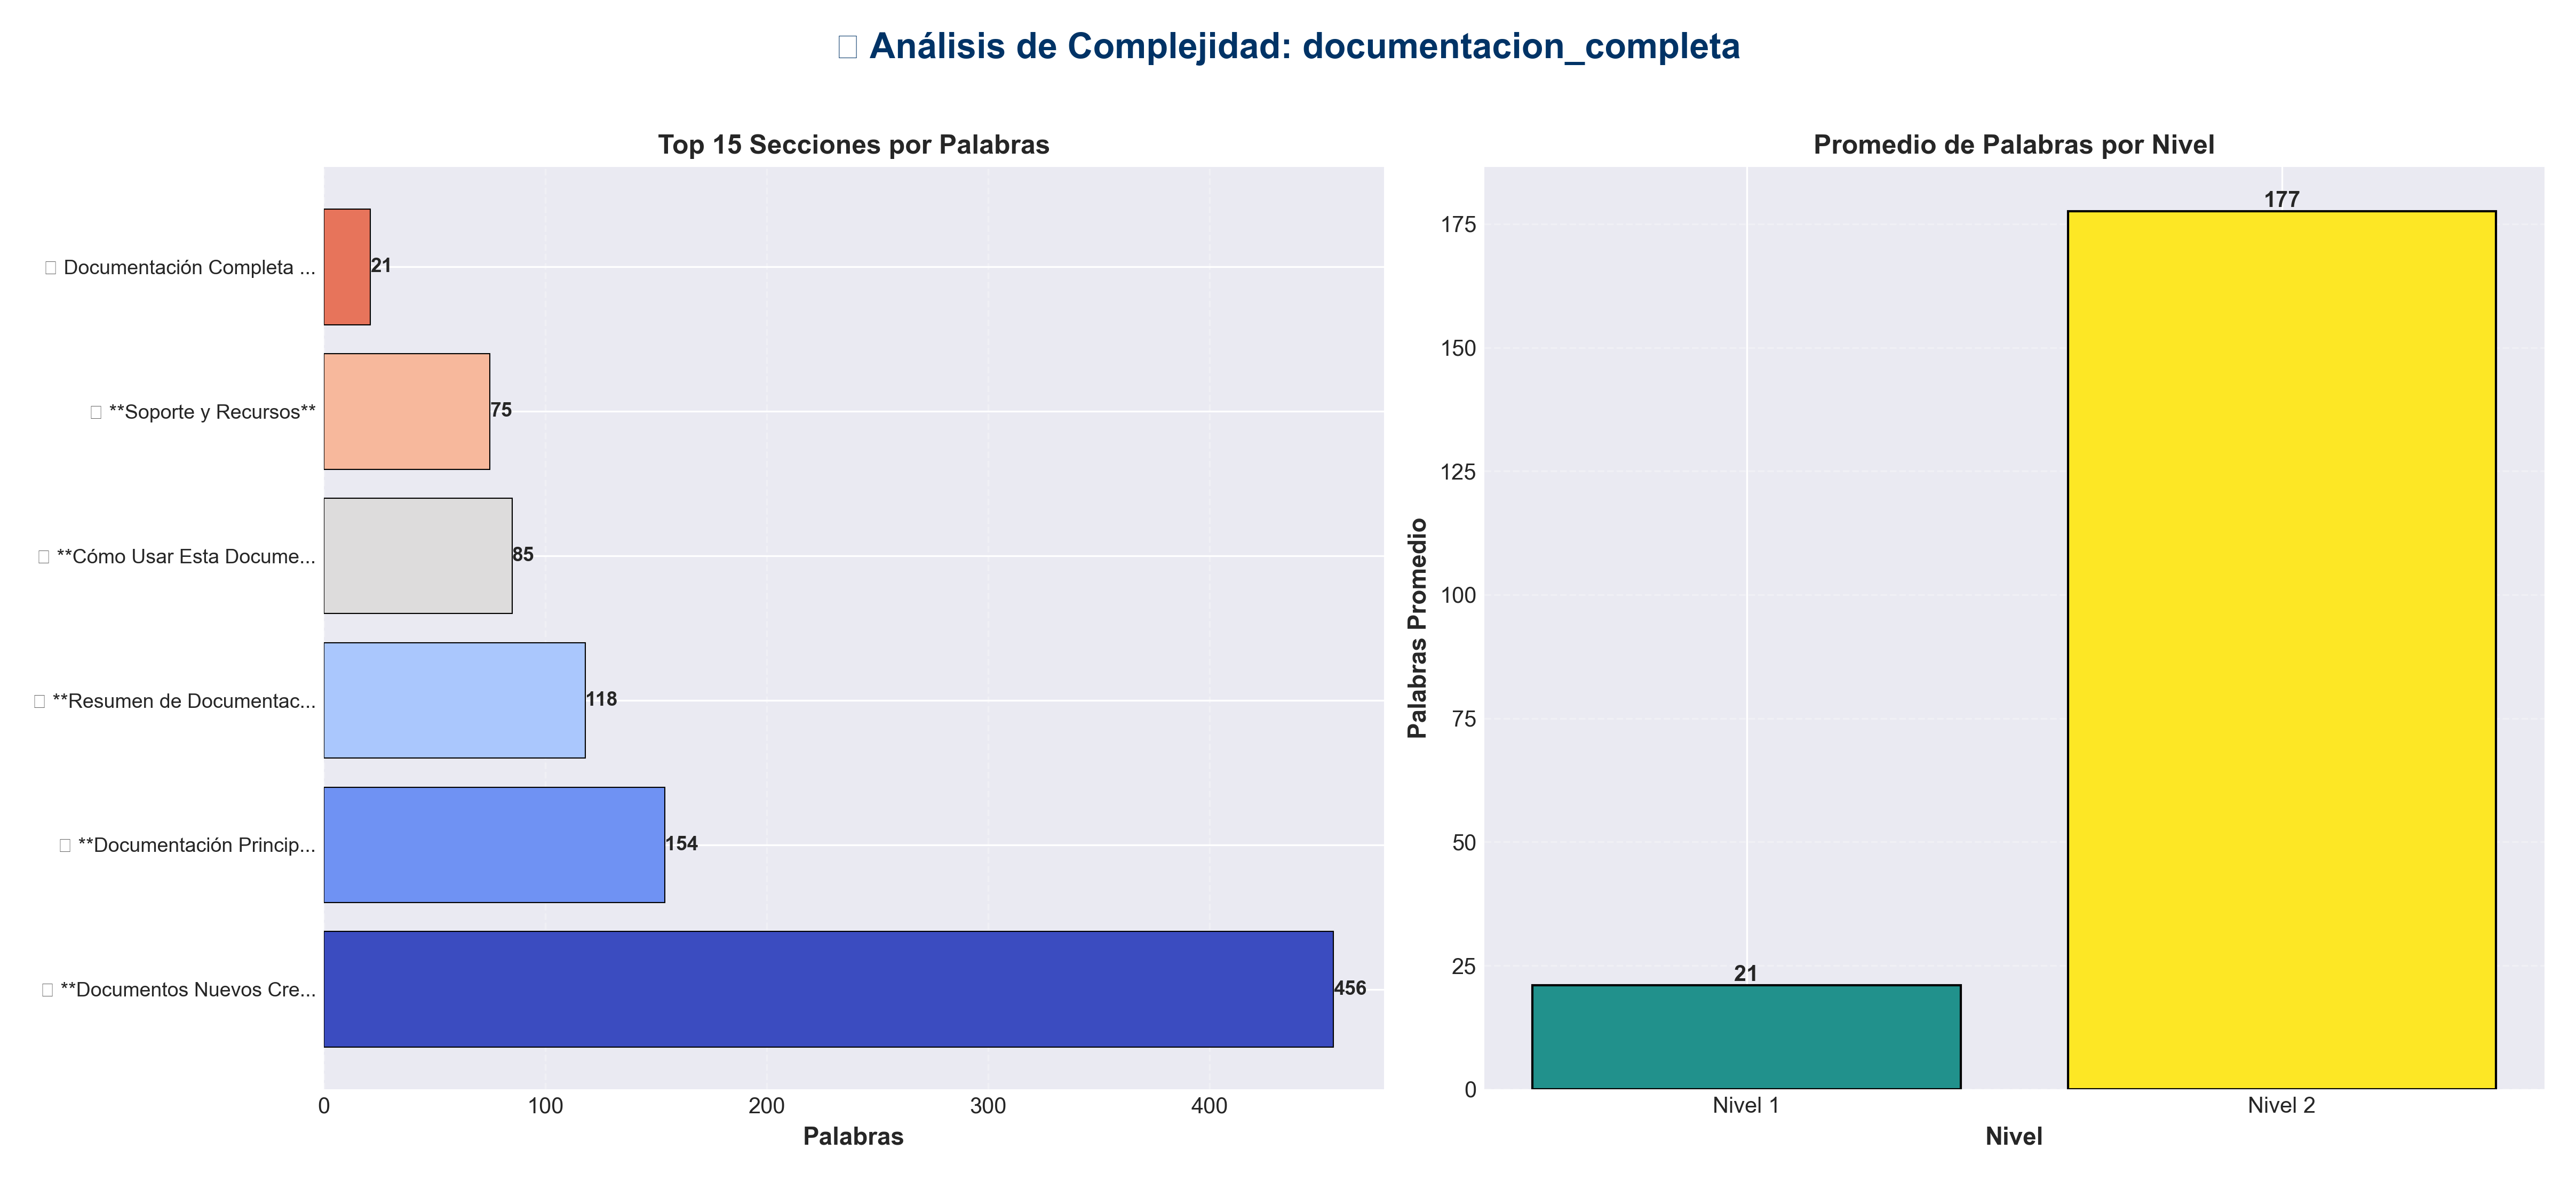 Análisis de Complejidad: documentacion_completa
Top 15 Secciones por Palabras
Documentación Completa ...
21
**Soporte y Recursos**
75
**Cómo Usar Esta Docume...
85
**Resumen de Documentac...
118
**Documentación Princip...
154
**Documentos Nuevos Cre...
456
0 100 200 300 400
Palabras
Promedio de Palabras por Nivel
Palabras Promedio
175
150
125
100
75
50
25
0
177
21
Nivel 1 Nivel 2
Nivel